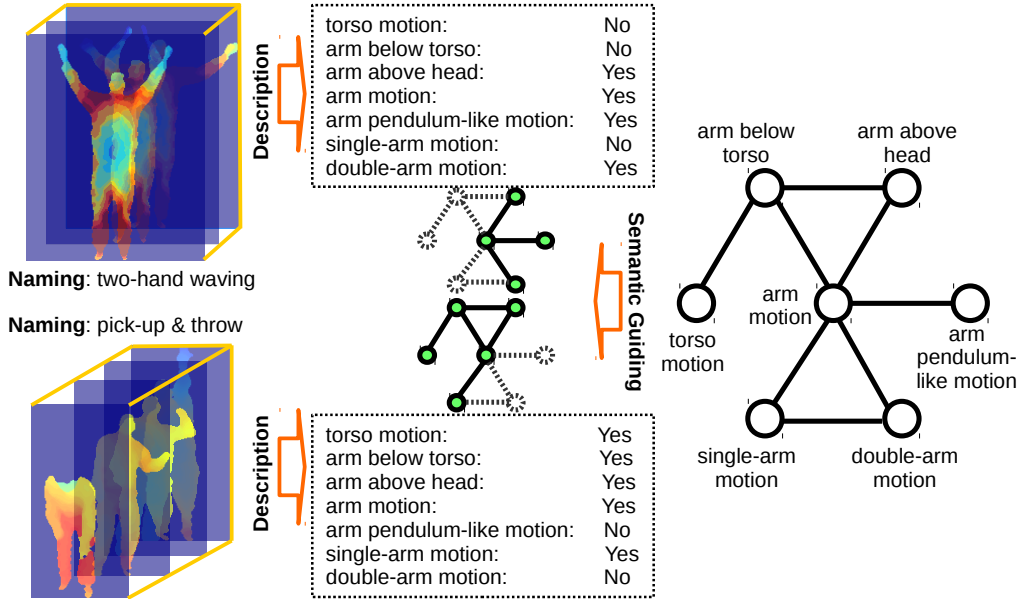 Description
torso motion: No
arm below torso: No
arm above head: Yes
arm motion: Yes
arm pendulum-like motion: Yes
single-arm motion: No
double-arm motion: Yes
Naming: two-hand waving
Naming: pick-up & throw
Semantic Guiding
Description
torso motion: Yes
arm below torso: Yes
arm above head: Yes
arm motion: Yes
arm pendulum-like motion: No
single-arm motion: Yes
double-arm motion: No
arm below
torso
arm above
head
arm
motion
torso
motion
arm
pendulum-
like motion
single-arm
motion
double-arm
motion